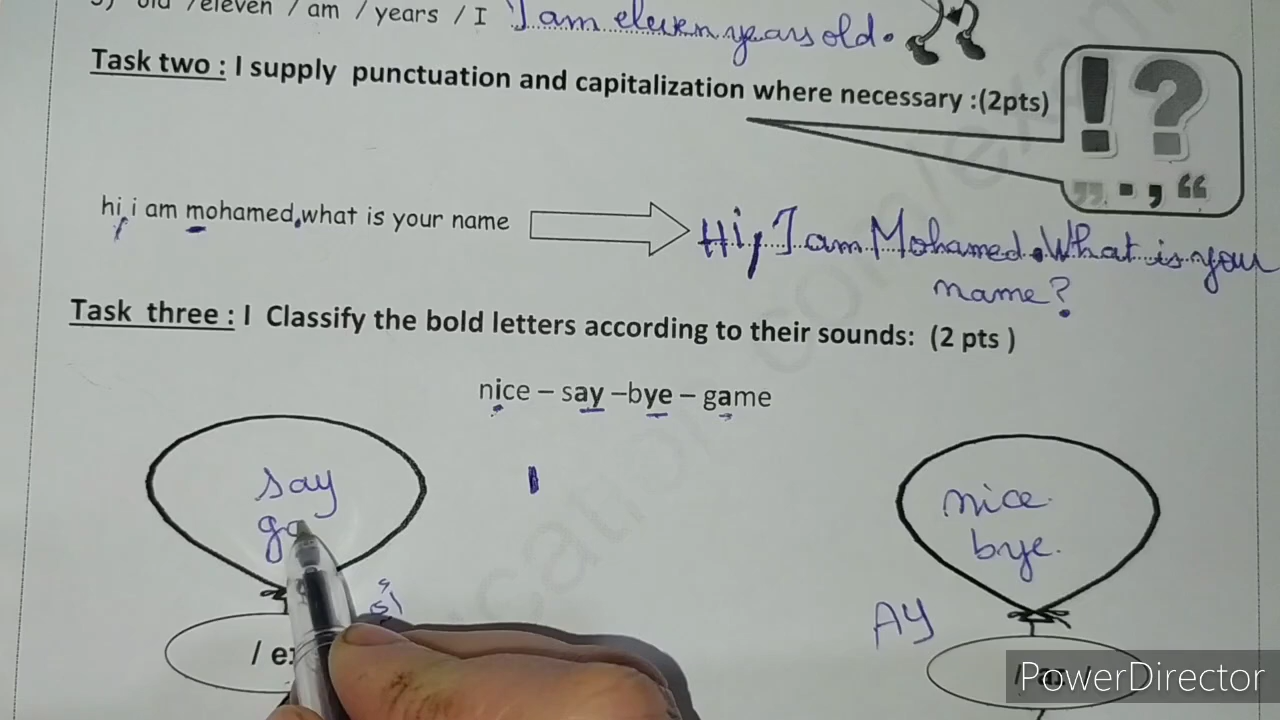 /eleven / am / years / I I am eleven years old.
Task two : I supply punctuation and capitalization where necessary :(2pts)
! ?
hi i am mohamed,what is your name
Hi, I am Mohamed. What is your
name?
Task three : I Classify the bold letters according to their sounds: (2 pts )
nice – say –bye – game
say
nice
bye.
AY
PowerDirector